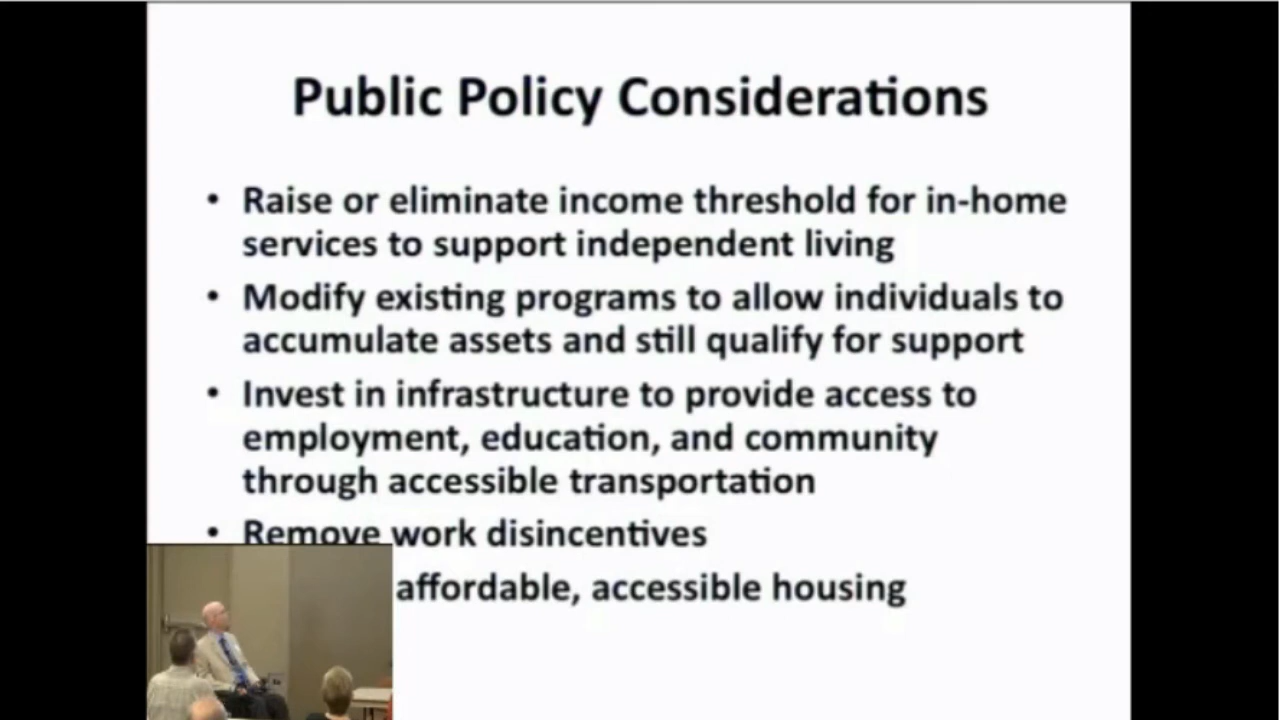 Public Policy Considerations
• Raise or eliminate income threshold for in-home
services to support independent living
• Modify existing programs to allow individuals to
accumulate assets and still qualify for support
• Invest in infrastructure to provide access to
employment, education, and community
through accessible transportation
• Remove work disincentives
affordable, accessible housing